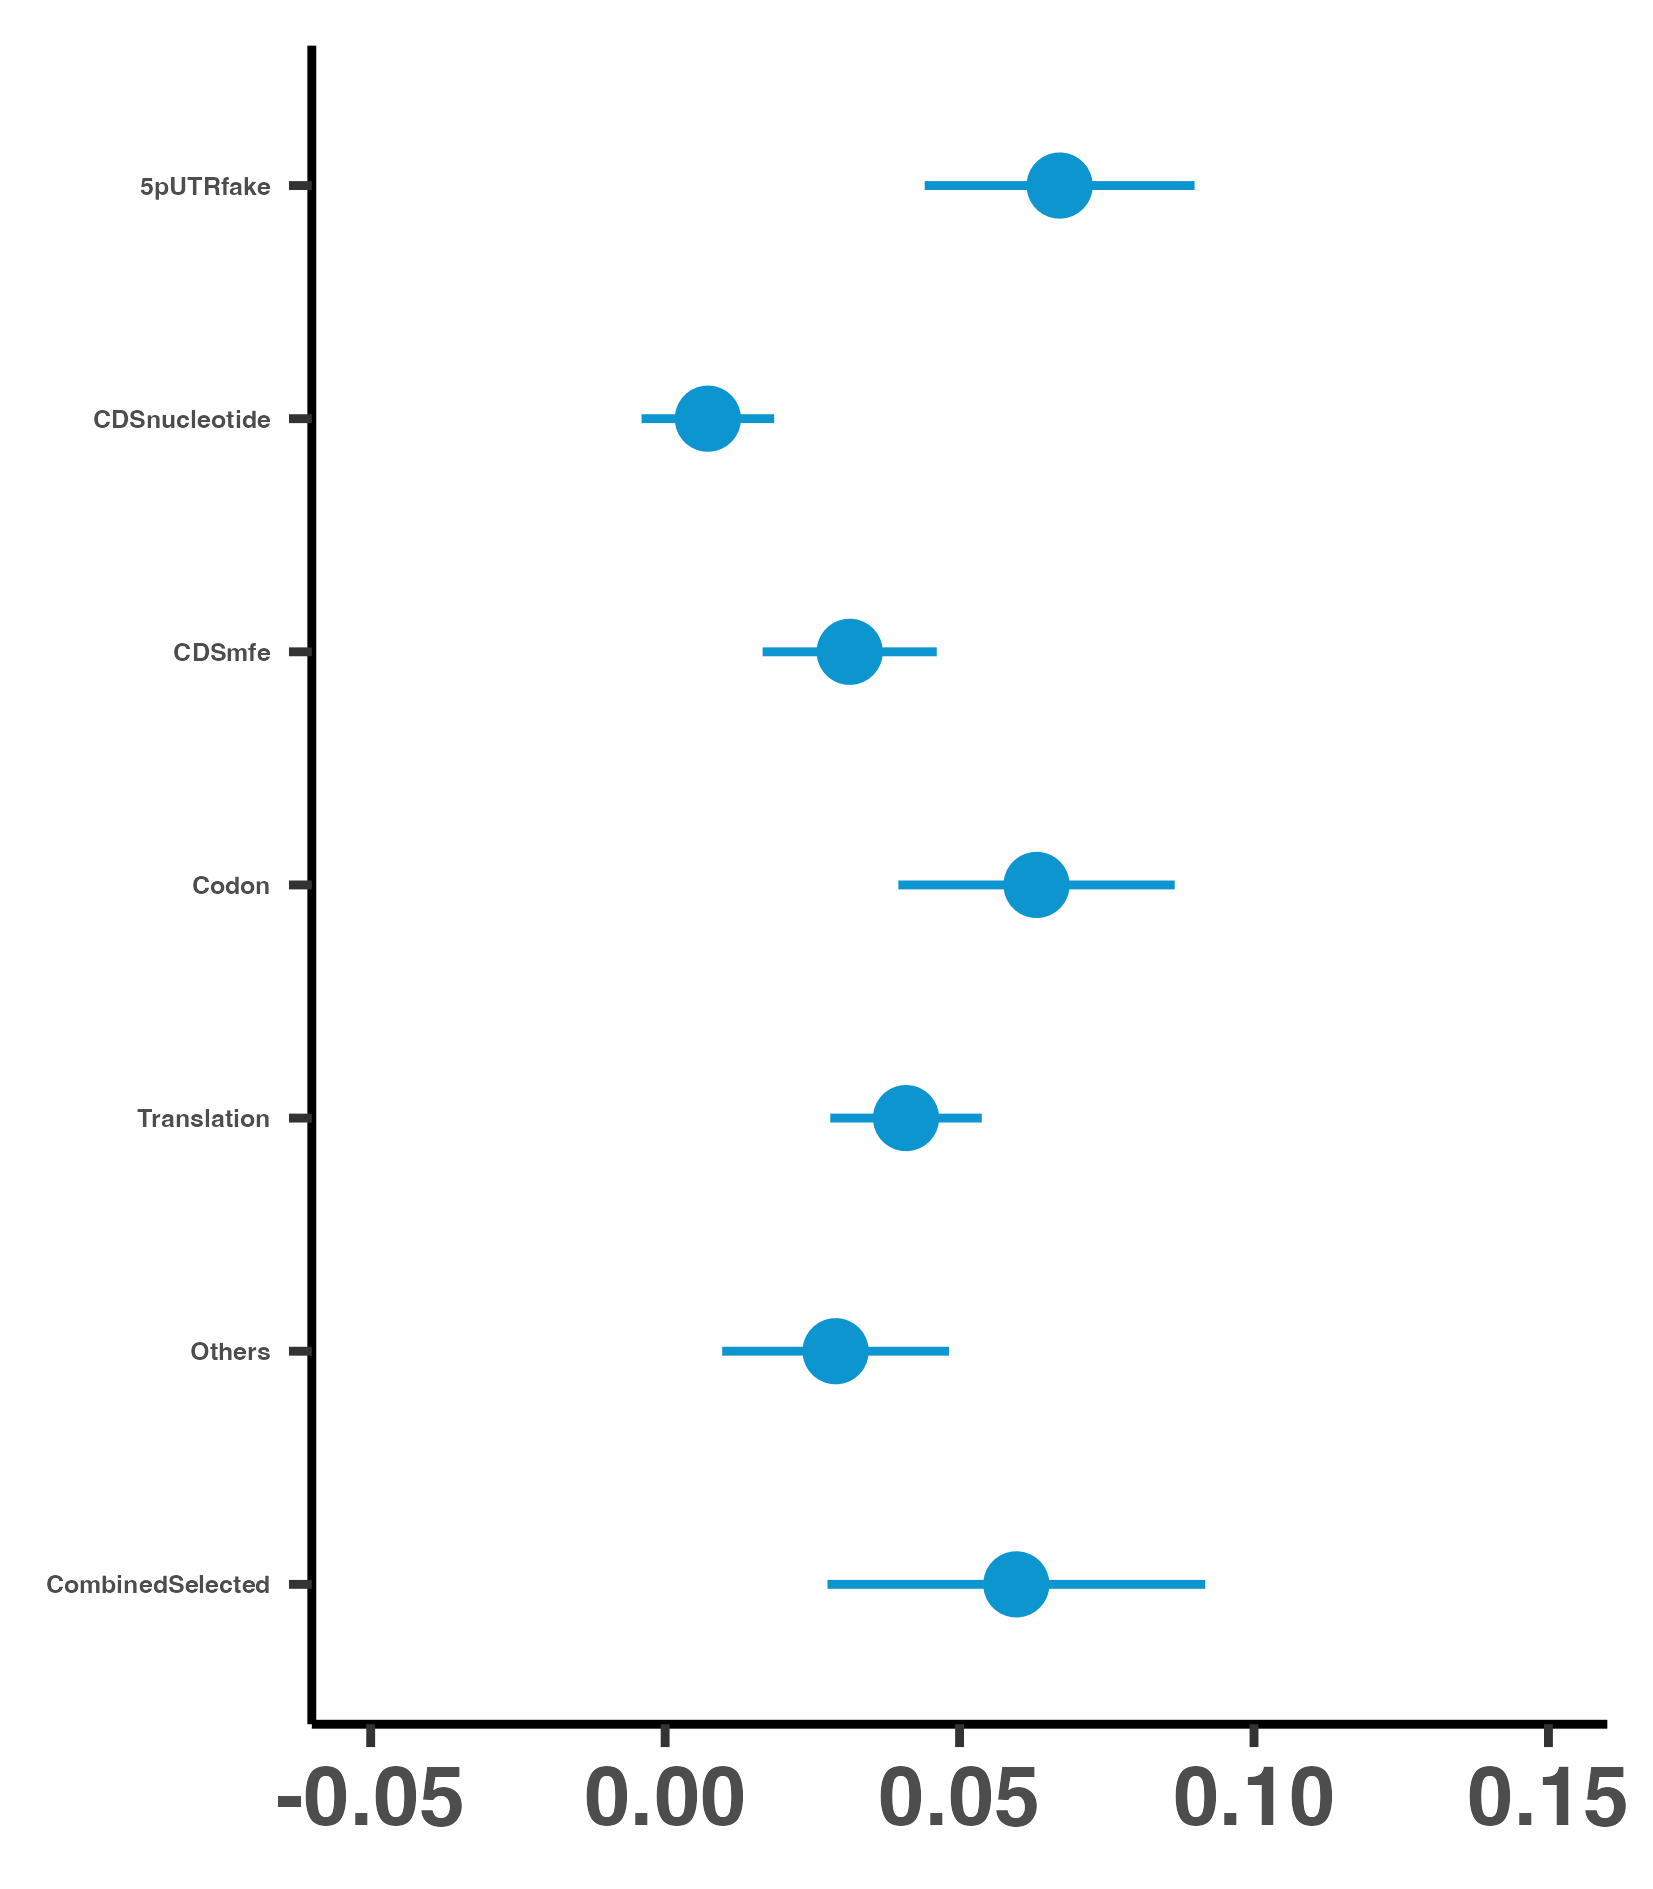 5pUTRfake
CDSnucleotide
CDSmfe
Codon
Translation
Others
CombinedSelected
-0.05 0.00 0.05 0.10 0.15